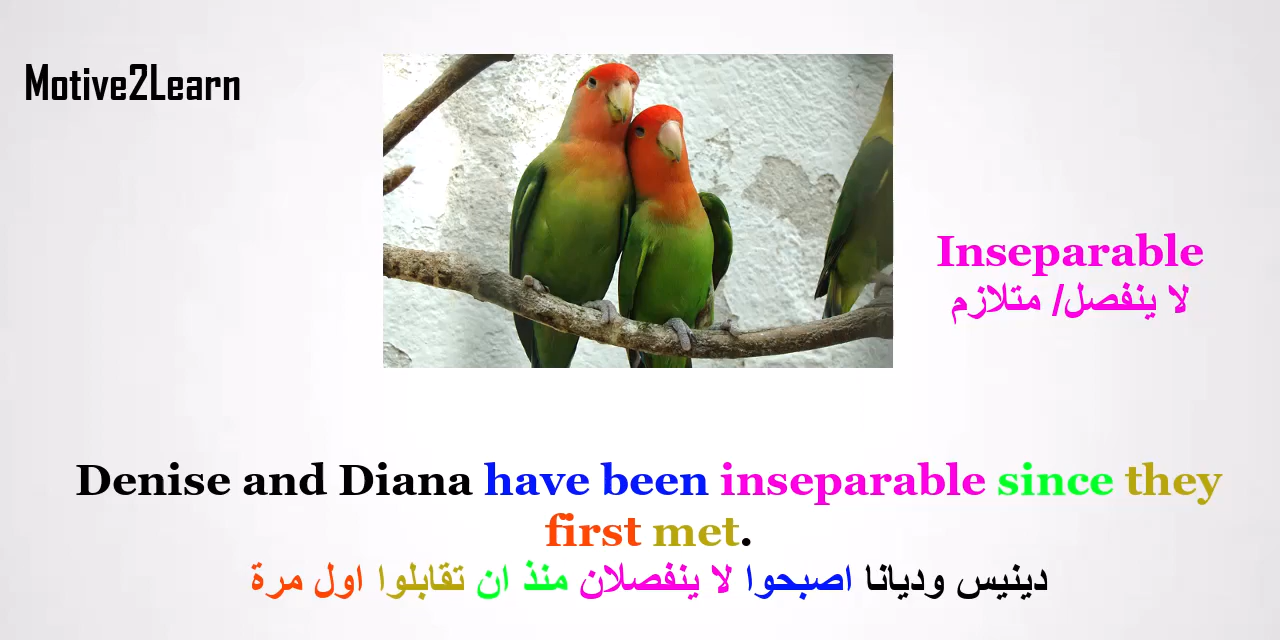 Motive2Learn
Inseparable
لا ينفصل/ متلازم
Denise and Diana have been inseparable since they
first met.
دينيس وديانا اصبحوا لا ينفصلان منذ ان تقابلوا اول مرة